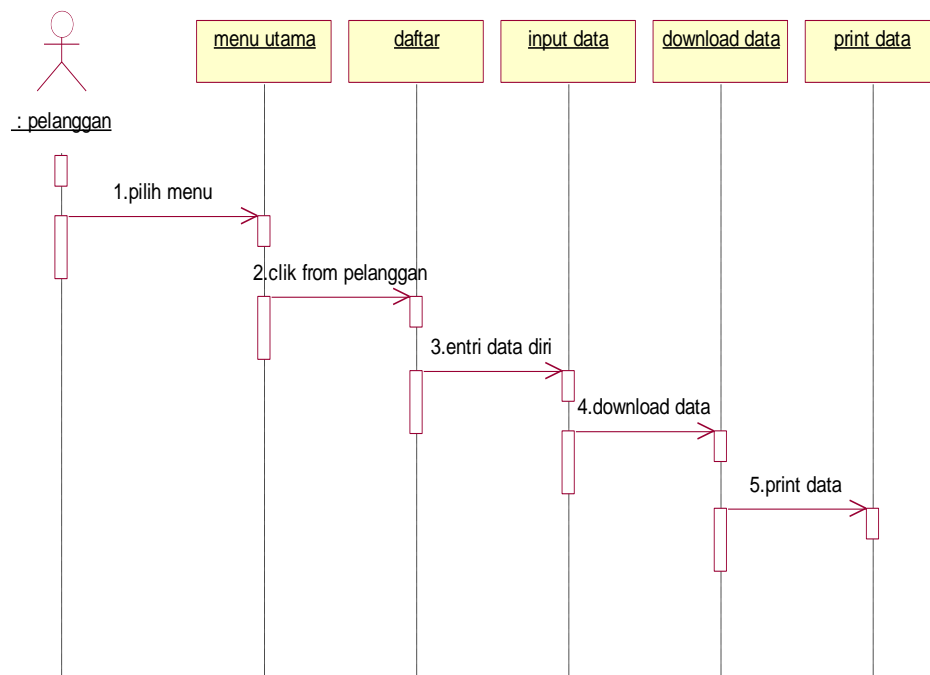 menu utama
daftar
input data
download data
print data
: pelanggan
1.pilih menu
2.clik from pelanggan
3.entri data diri
4.download data
5.print data